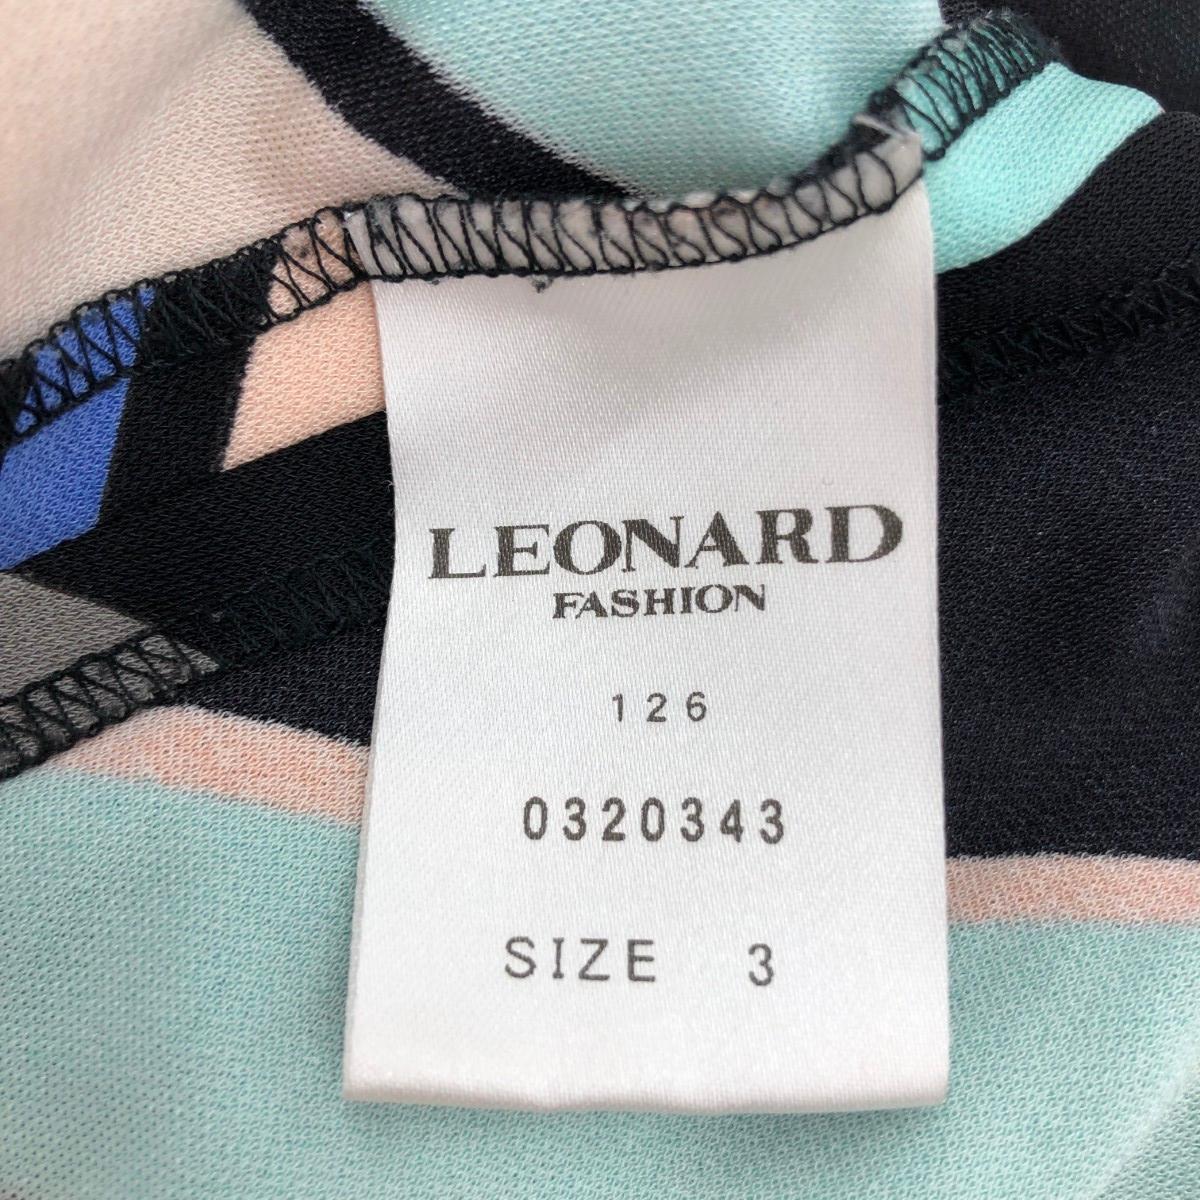 LEONARD
FASHION
126
0320343
SIZE 3